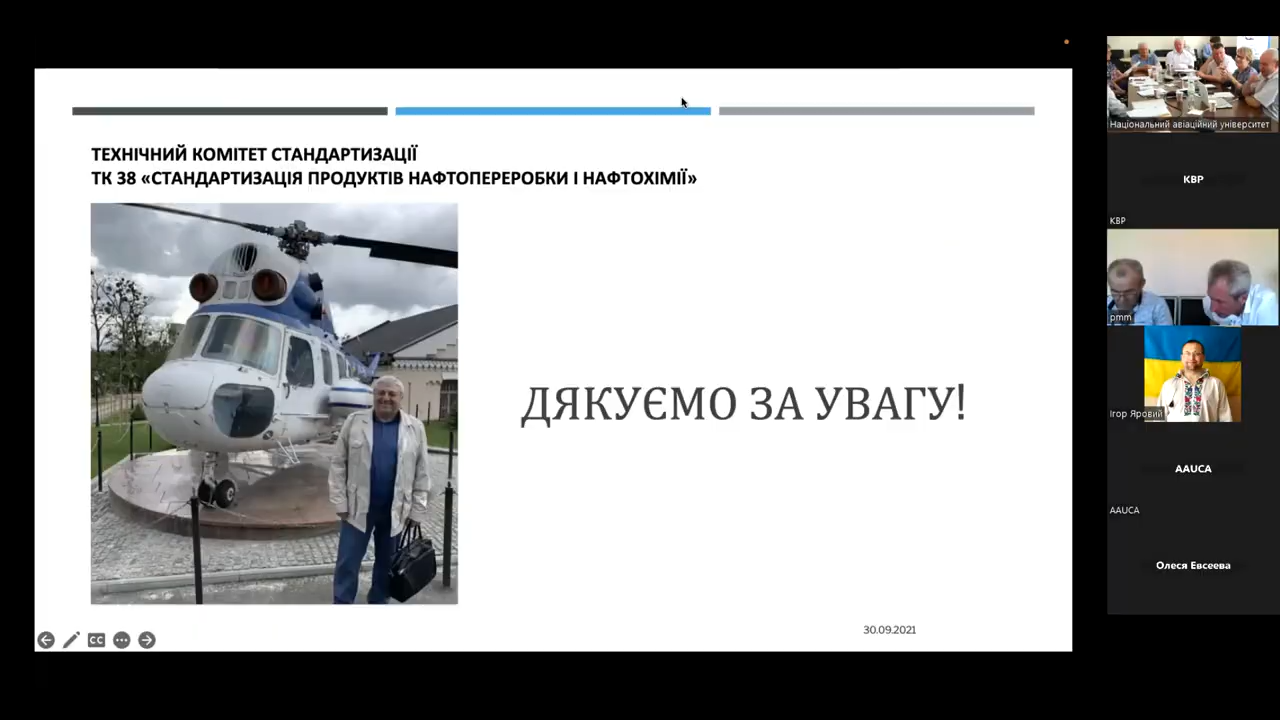 ТЕХНІЧНИЙ КОМІТЕТ СТАНДАРТИЗАЦІЇ
ТК 38 «СТАНДАРТИЗАЦІЯ ПРОДУКТІВ НАФТОПЕРЕРОБКИ І НАФТОХІМІЇ»
ДЯКУЄМО ЗА УВАГУ!
30.09.2021
CC
Національний авіаційний університет
КВР
КВР
pmm
Ігор Яровий
AAUCA
AAUCA
Олеся Евсеева